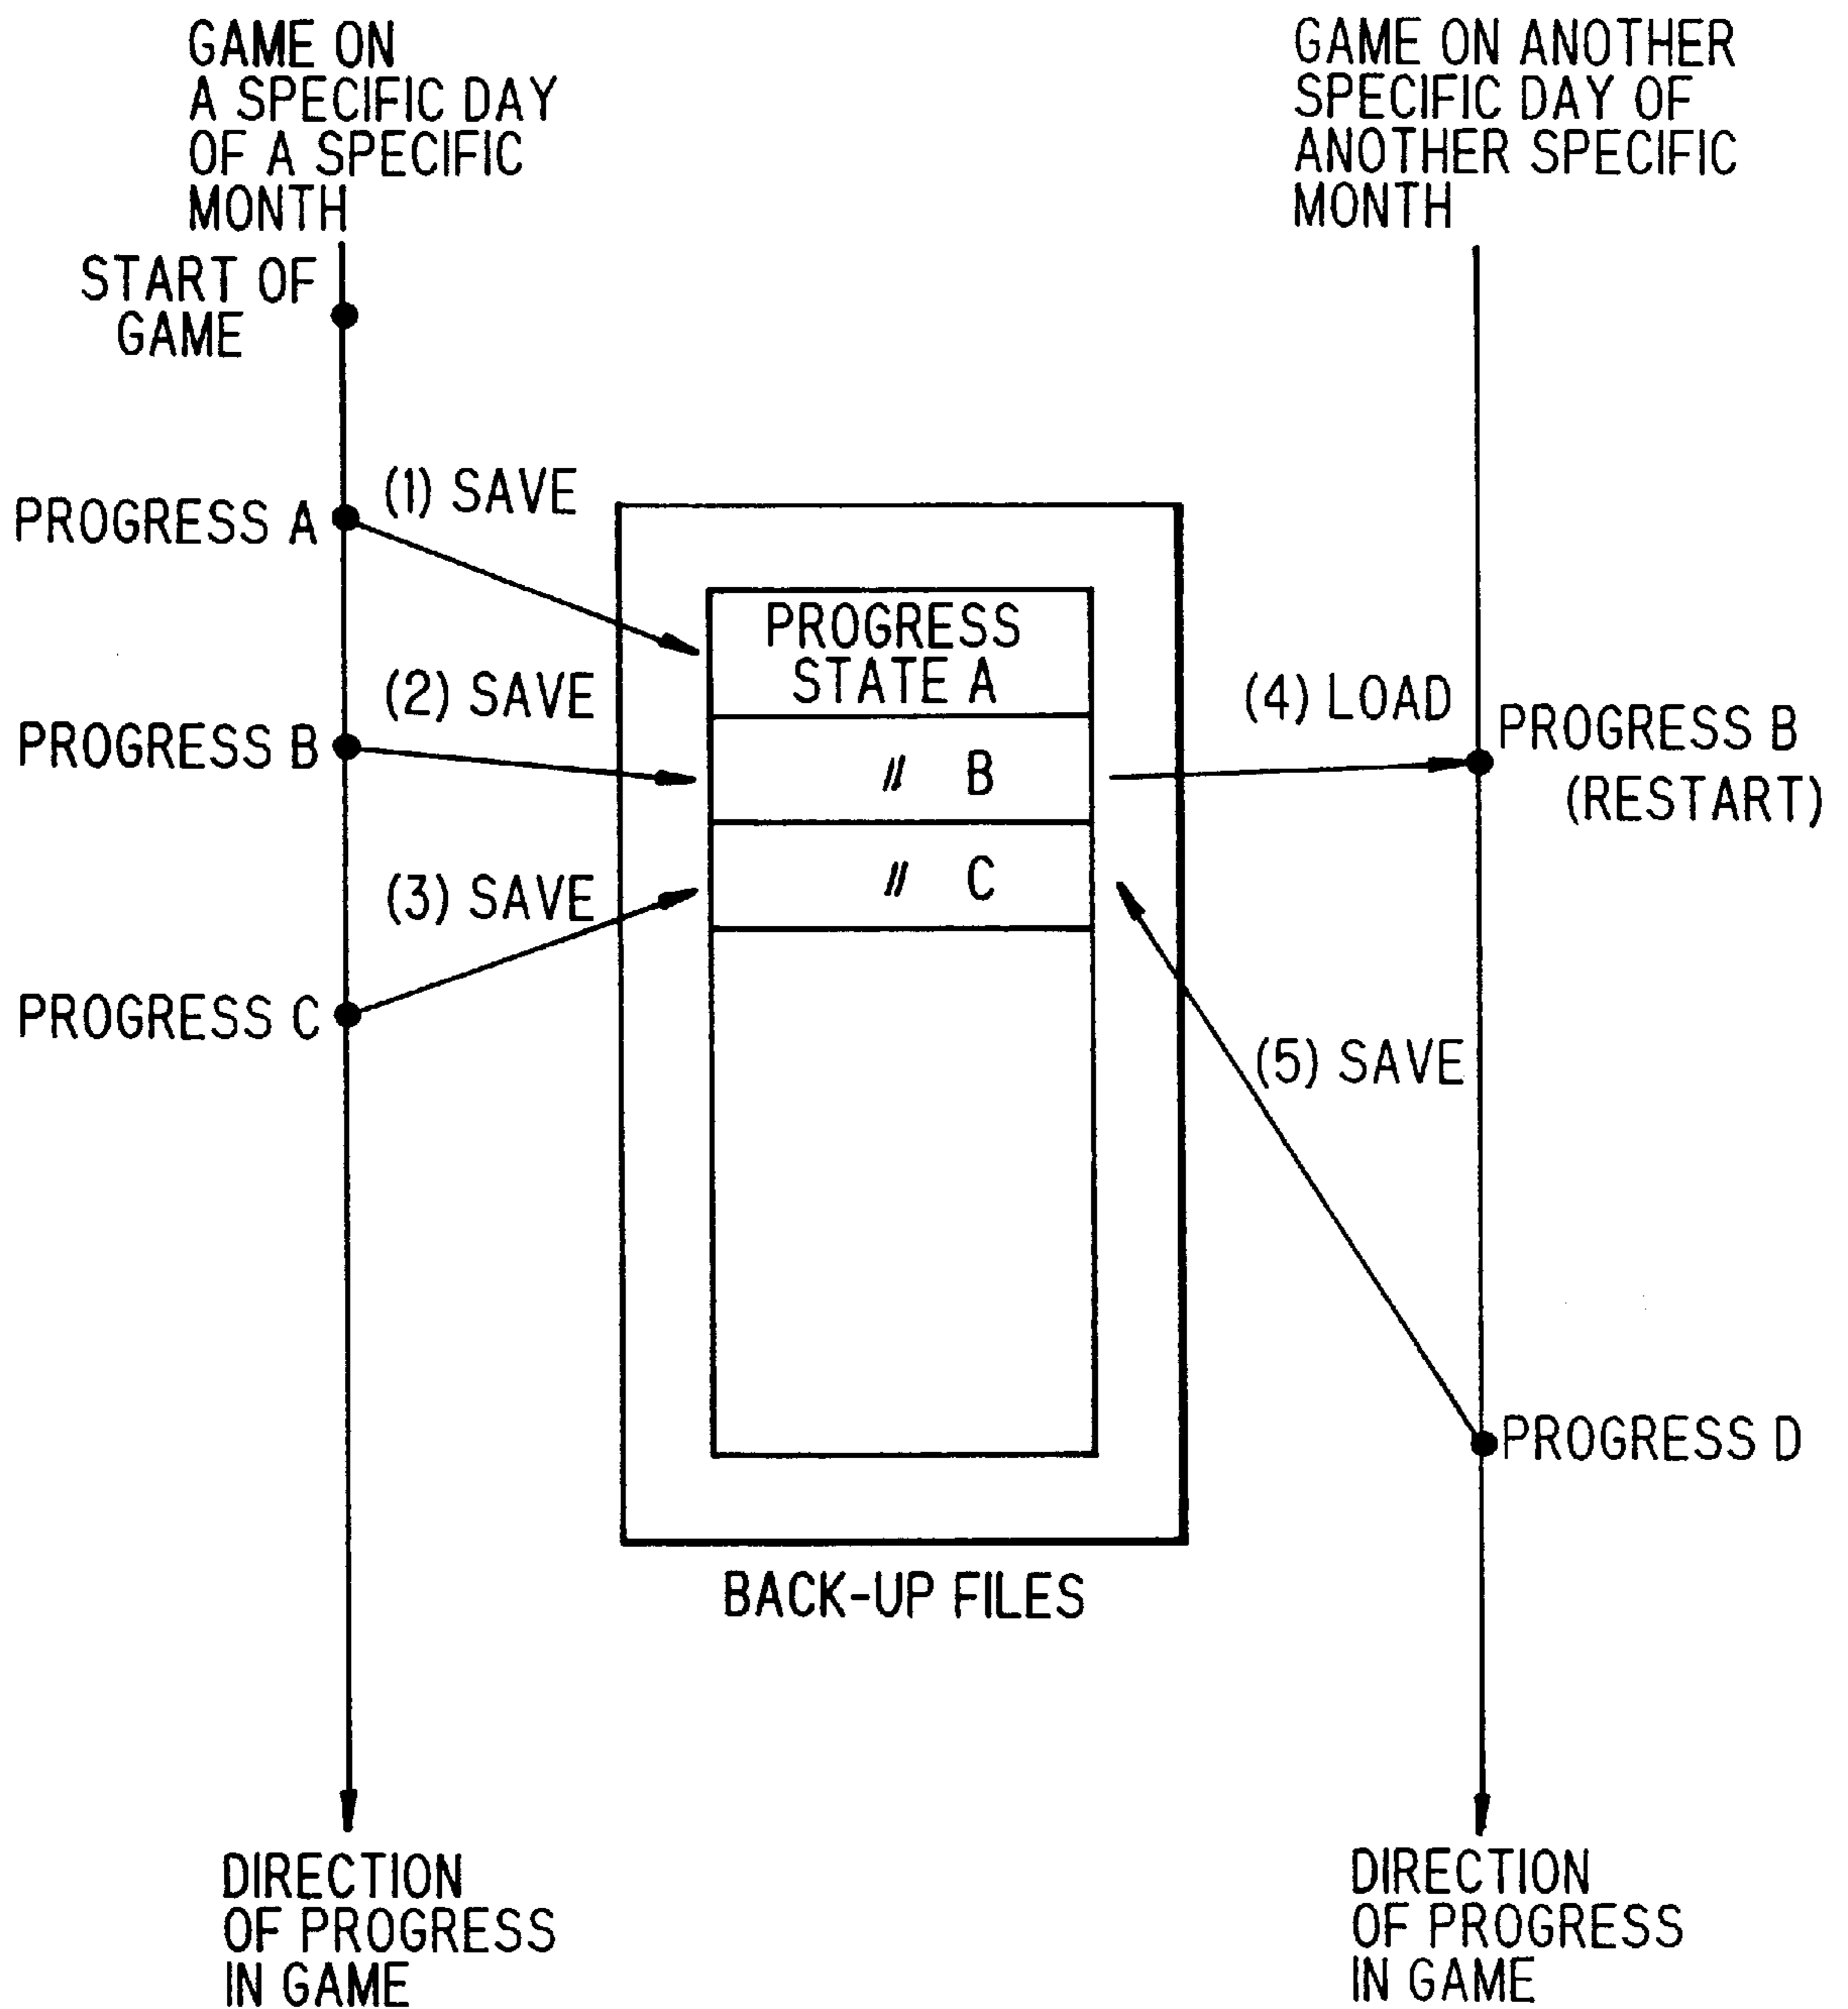 GAME ON
A SPECIFIC DAY
OF A SPECIFIC
MONTH
START OF
GAME
PROGRESS A
(1) SAVE
PROGRESS B
(2) SAVE
PROGRESS C
(3) SAVE
PROGRESS
STATE A
〃 B
〃 C
BACK-UP FILES
GAME ON ANOTHER
SPECIFIC DAY OF
ANOTHER SPECIFIC
MONTH
(4) LOAD
PROGRESS B
(RESTART)
(5) SAVE
PROGRESS D
DIRECTION
OF PROGRESS
IN GAME
DIRECTION
OF PROGRESS
IN GAME